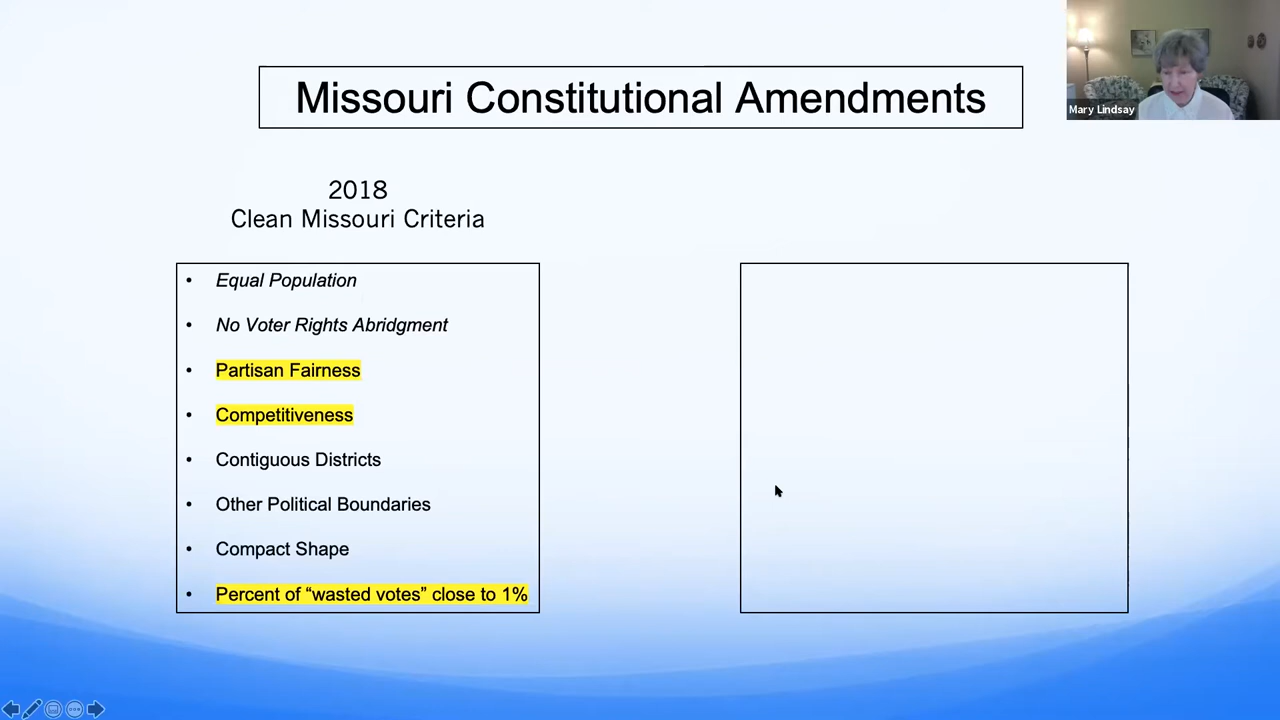 Missouri Constitutional Amendments
Mary Lindsay
2018
Clean Missouri Criteria
• Equal Population
• No Voter Rights Abridgment
• Partisan Fairness
• Competitiveness
• Contiguous Districts
• Other Political Boundaries
• Compact Shape
• Percent of “wasted votes” close to 1%